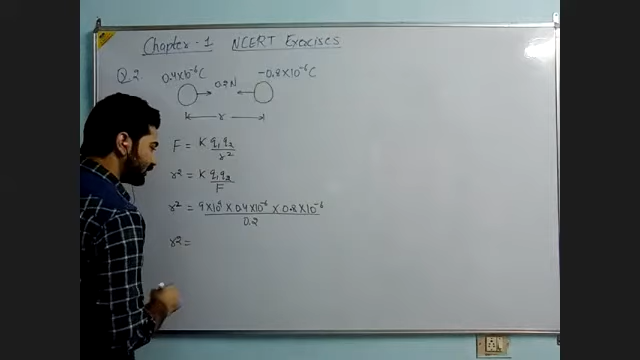 Chapter - 1 NCERT Exercises
Q 2. 0.4×10⁻⁶C 0.2N -0.8×10⁻⁶C
r
F = K q₁q₂ / r²
r² = K q₁q₂ / F
r² = 9×10⁹ × 0.4×10⁻⁶ × 0.8×10⁻⁶ / 0.2
r² =